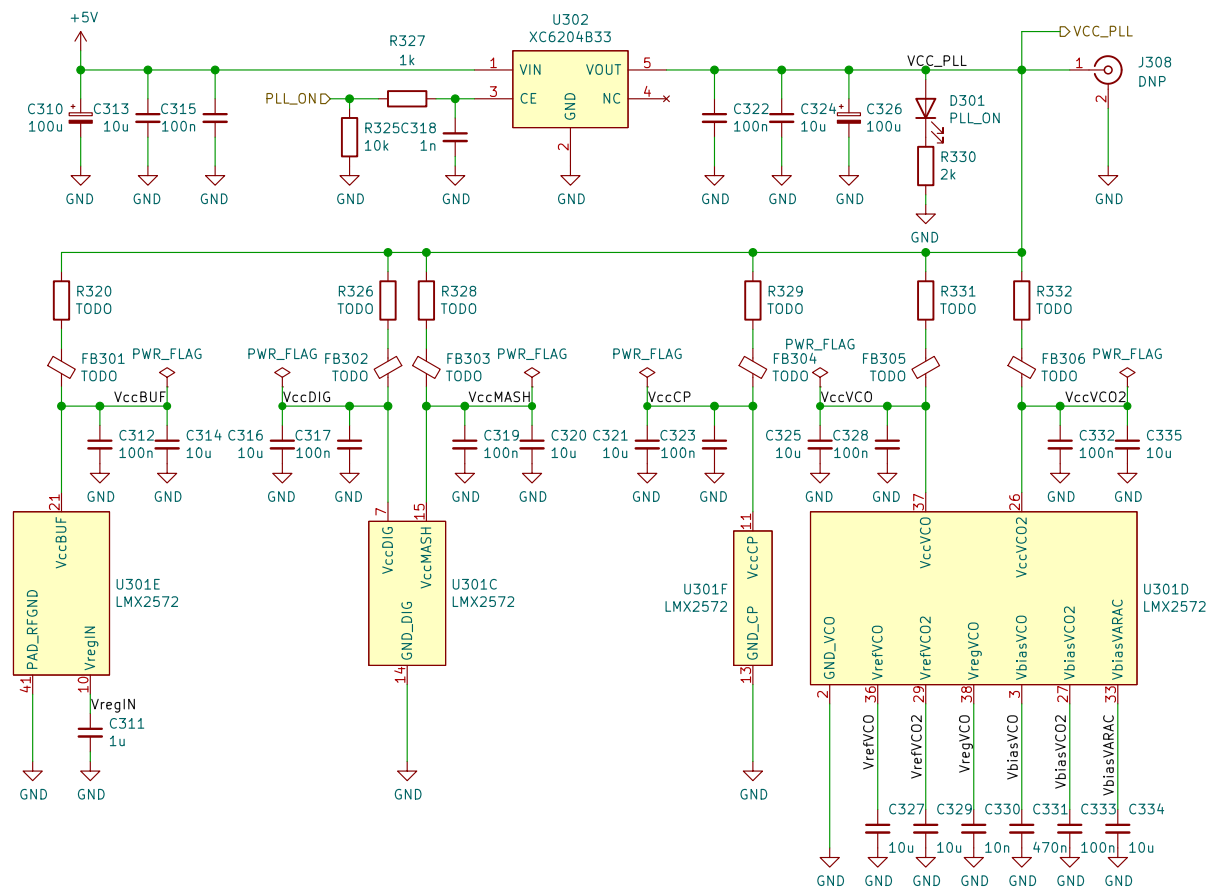 +5V
C310
100u
GND
C313
10u
GND
C315
100n
GND
PLL_ON
R327
1k
R325
10k
GND
C318
1n
GND
U302
XC6204B33
1
VIN
3
CE
GND
2
VOUT
5
NC
4
GND
C322
100n
GND
C324
10u
GND
C326
100u
GND
VCC_PLL
D301
PLL_ON
R330
2k
GND
VCC_PLL
1
J308
DNP
2
GND
R320
TODO
FB301
TODO
PWR_FLAG
VccBUF
C312
100n
GND
C314
10u
GND
R326
TODO
PWR_FLAG
FB302
TODO
VccDIG
C316
10u
GND
C317
100n
GND
R328
TODO
FB303
TODO
PWR_FLAG
VccMASH
C319
100n
GND
C320
10u
GND
R329
TODO
PWR_FLAG
FB304
TODO
VccCP
C321
10u
GND
C323
100n
GND
R331
TODO
PWR_FLAG
FB305
TODO
VccVCO
C325
10u
GND
C328
100n
GND
R332
TODO
FB306
TODO
PWR_FLAG
VccVCO2
C332
100n
GND
C335
10u
GND
21
VccBUF
U301E
LMX2572
PAD_RFGND
VregIN
41
10
VregIN
C311
1u
GND
GND
7
15
VccDIG
VccMASH
U301C
LMX2572
GND_DIG
14
GND
11
VccCP
U301F
LMX2572
GND_CP
13
GND
37
26
VccVCO
VccVCO2
U301D
LMX2572
GND_VCO
VrefVCO
VrefVCO2
VregVCO
VbiasVCO
VbiasVCO2
VbiasVARAC
2
36
29
38
3
27
33
VrefVCO
VrefVCO2
VregVCO
VbiasVCO
VbiasVCO2
VbiasVARAC
C327
10u
C329
10u
C330
10n
C331
470n
C333
100n
C334
10u
GND
GND
GND
GND
GND
GND
GND